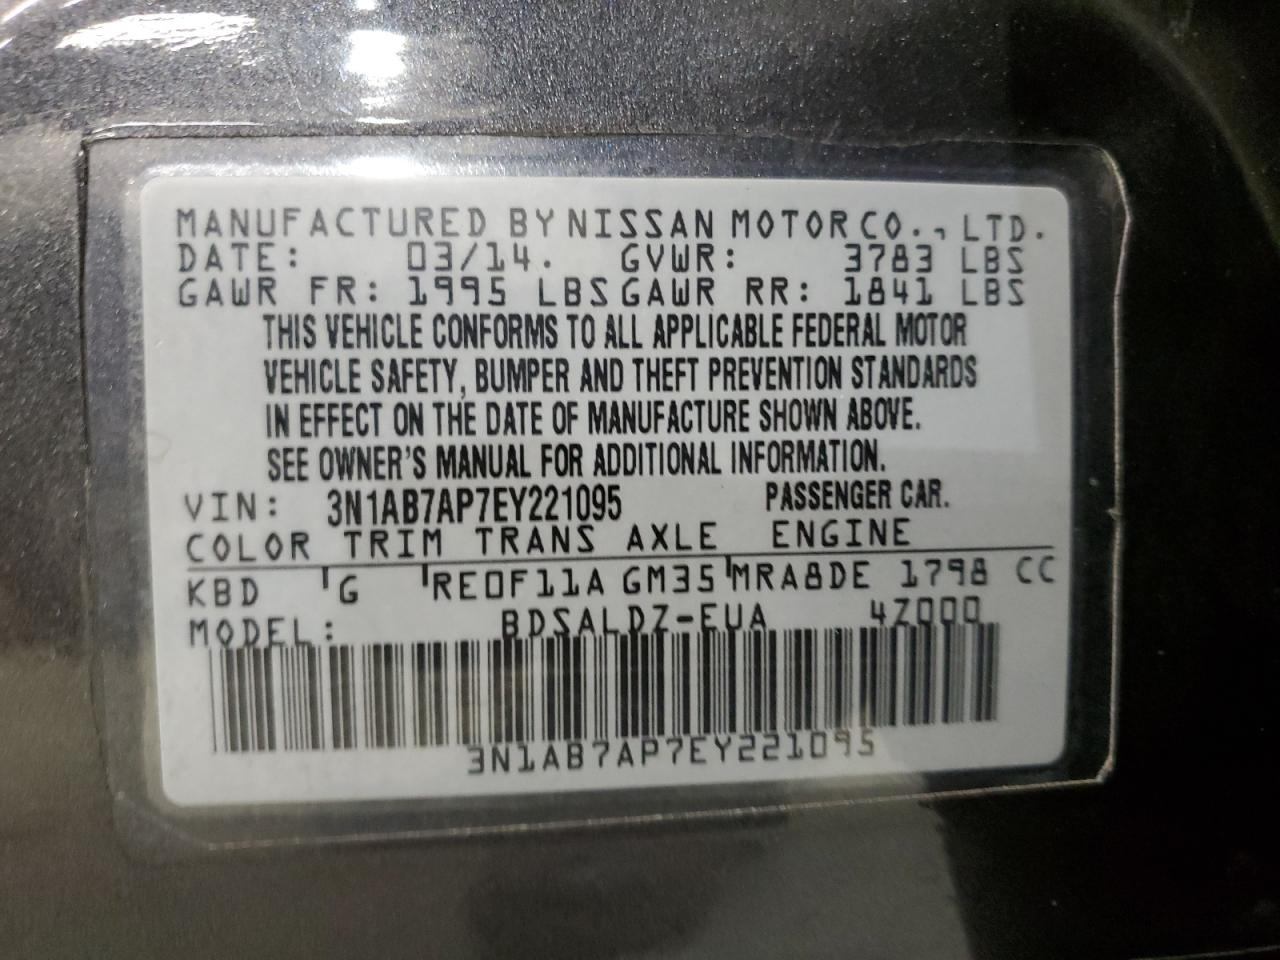 MANUFACTURED BY NISSAN MOTOR CO., LTD.
DATE: 03/14. GVWR: 3783 LBS
GAWR FR: 1995 LBS GAWR RR: 1841 LBS
THIS VEHICLE CONFORMS TO ALL APPLICABLE FEDERAL MOTOR
VEHICLE SAFETY, BUMPER AND THEFT PREVENTION STANDARDS
IN EFFECT ON THE DATE OF MANUFACTURE SHOWN ABOVE.
SEE OWNER'S MANUAL FOR ADDITIONAL INFORMATION.
VIN: 3N1AB7AP7EY221095 PASSENGER CAR.
COLOR TRIM TRANS AXLE ENGINE
KBD G RE0F11A GM35 MRA8DE 1798 CC
MODEL: BDSALDZ-EUA 4Z000
3N1AB7AP7EY221095